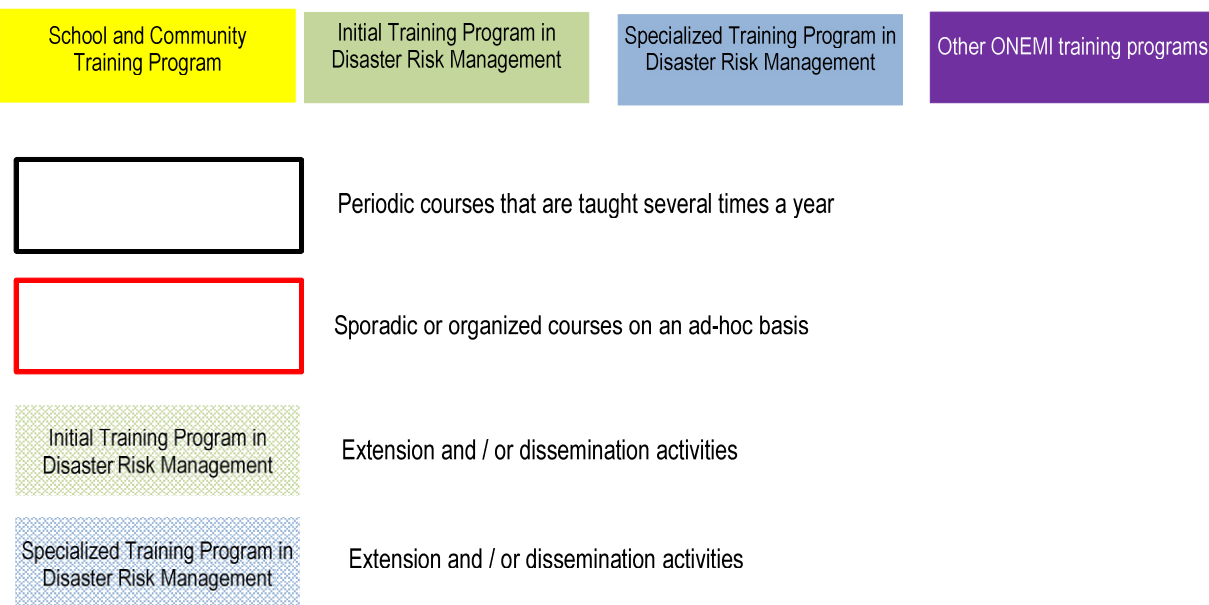 School and Community
Training Program
Initial Training Program in
Disaster Risk Management
Specialized Training Program in
Disaster Risk Management
Other ONEMI training programs
Periodic courses that are taught several times a year
Sporadic or organized courses on an ad-hoc basis
Initial Training Program in
Disaster Risk Management
Extension and / or dissemination activities
Specialized Training Program in
Disaster Risk Management
Extension and / or dissemination activities